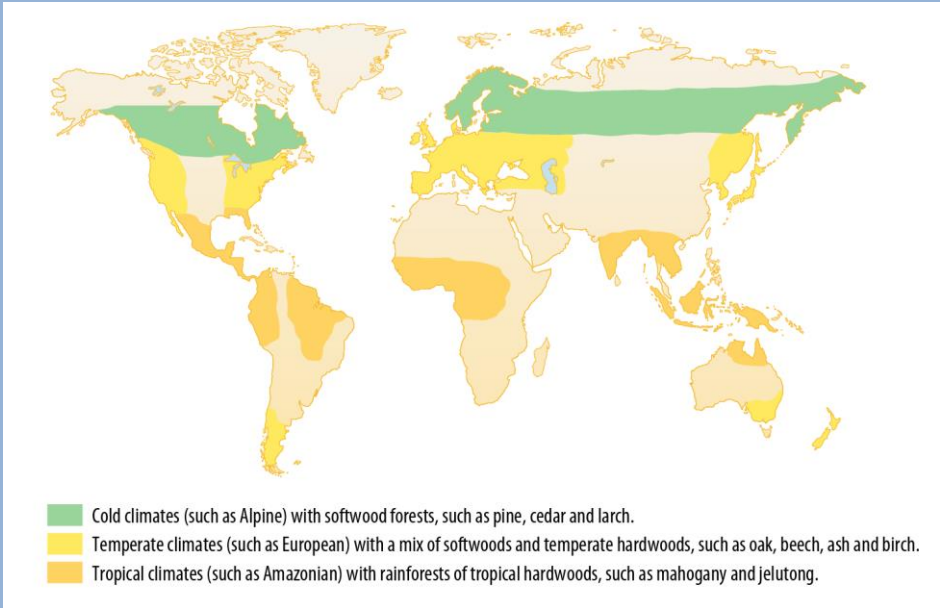 Cold climates (such as Alpine) with softwood forests, such as pine, cedar and larch.
Temperate climates (such as European) with a mix of softwoods and temperate hardwoods, such as oak, beech, ash and birch.
Tropical climates (such as Amazonian) with rainforests of tropical hardwoods, such as mahogany and jelutong.